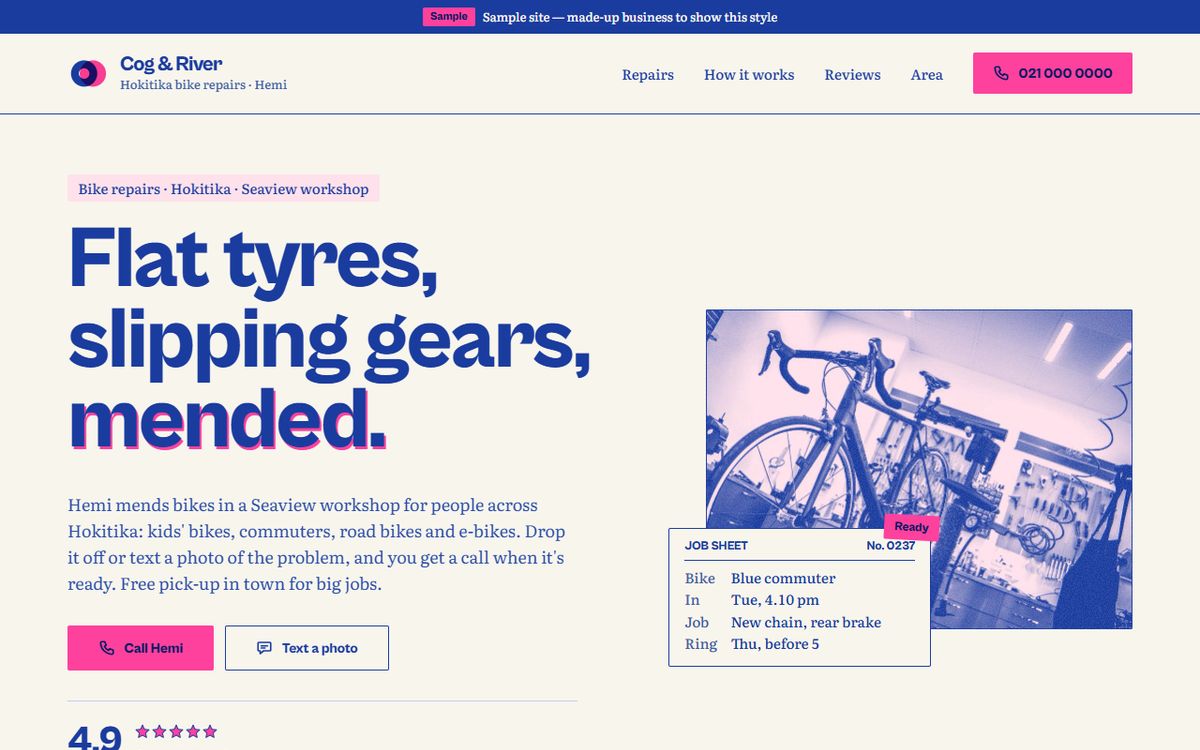 Sample Sample site — made-up business to show this style
Cog & River
Hokitika bike repairs · Hemi
Repairs How it works Reviews Area 021 000 0000
Bike repairs · Hokitika · Seaview workshop
Flat tyres,
slipping gears,
mended.
Hemi mends bikes in a Seaview workshop for people across
Hokitika: kids' bikes, commuters, road bikes and e-bikes. Drop
it off or text a photo of the problem, and you get a call when it's
ready. Free pick-up in town for big jobs.
Call Hemi Text a photo
4.9
Ready
JOB SHEET No. 0237
Bike Blue commuter
In Tue, 4.10 pm
Job New chain, rear brake
Ring Thu, before 5